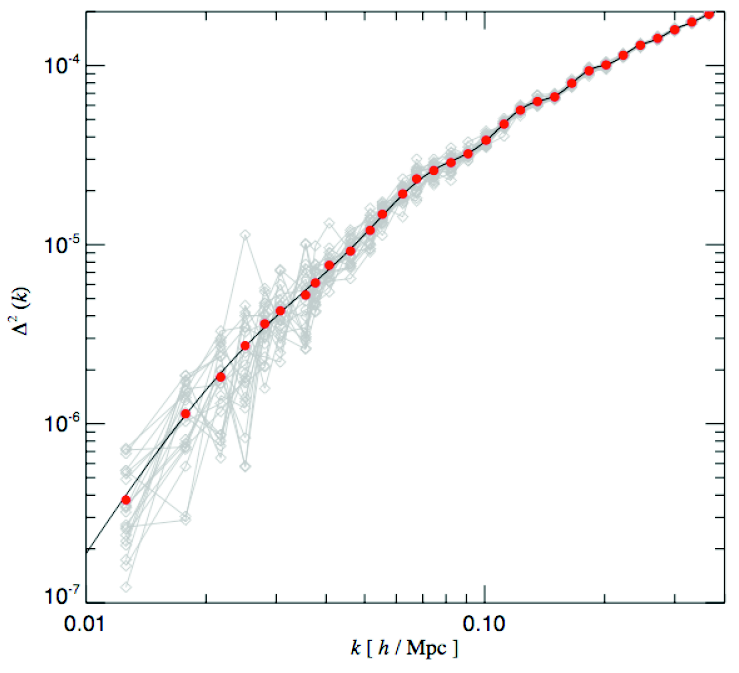 10⁻⁴
10⁻⁵
10⁻⁶
10⁻⁷
Δ² (k)
0.01 0.10
k [ h / Mpc ]